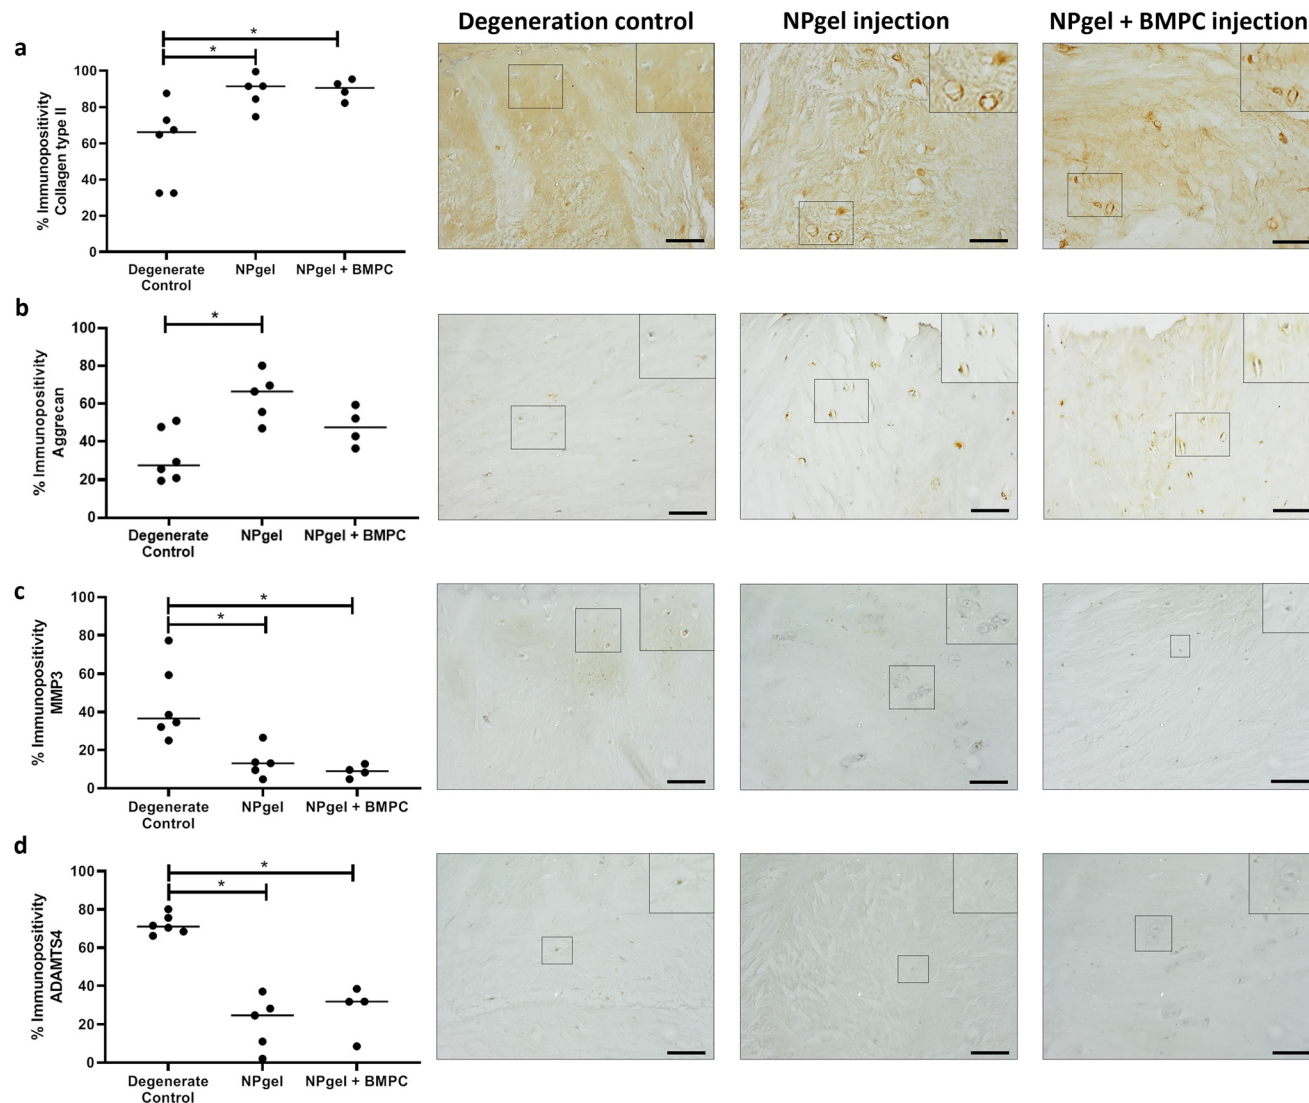 Degeneration control
NPgel injection
NPgel + BMPC injection
a
% Immunopositivity
Collagen type II
100
80
60
40
20
0
*
*
Degenerate
Control
NPgel
NPgel + BMPC
b
% Immunopositivity
Aggrecan
100
80
60
40
20
0
*
Degenerate
Control
NPgel
NPgel + BMPC
c
% Immunopositivity
MMP3
100
80
60
40
20
0
*
*
Degenerate
Control
NPgel
NPgel + BMPC
d
% Immunopositivity
ADAMTS4
100
80
60
40
20
0
*
*
Degenerate
Control
NPgel
NPgel + BMPC